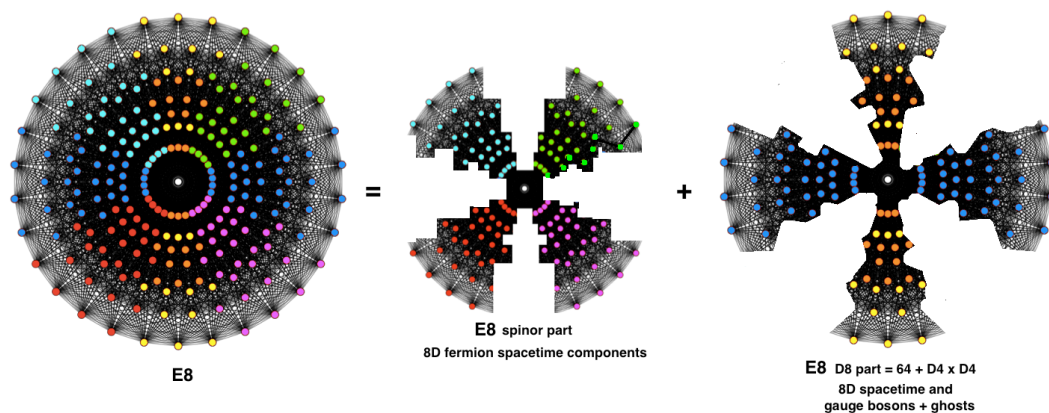 =
+
E8
E8 spinor part
8D fermion spacetime components
E8 D8 part = 64 + D4 x D4
8D spacetime and
gauge bosons + ghosts